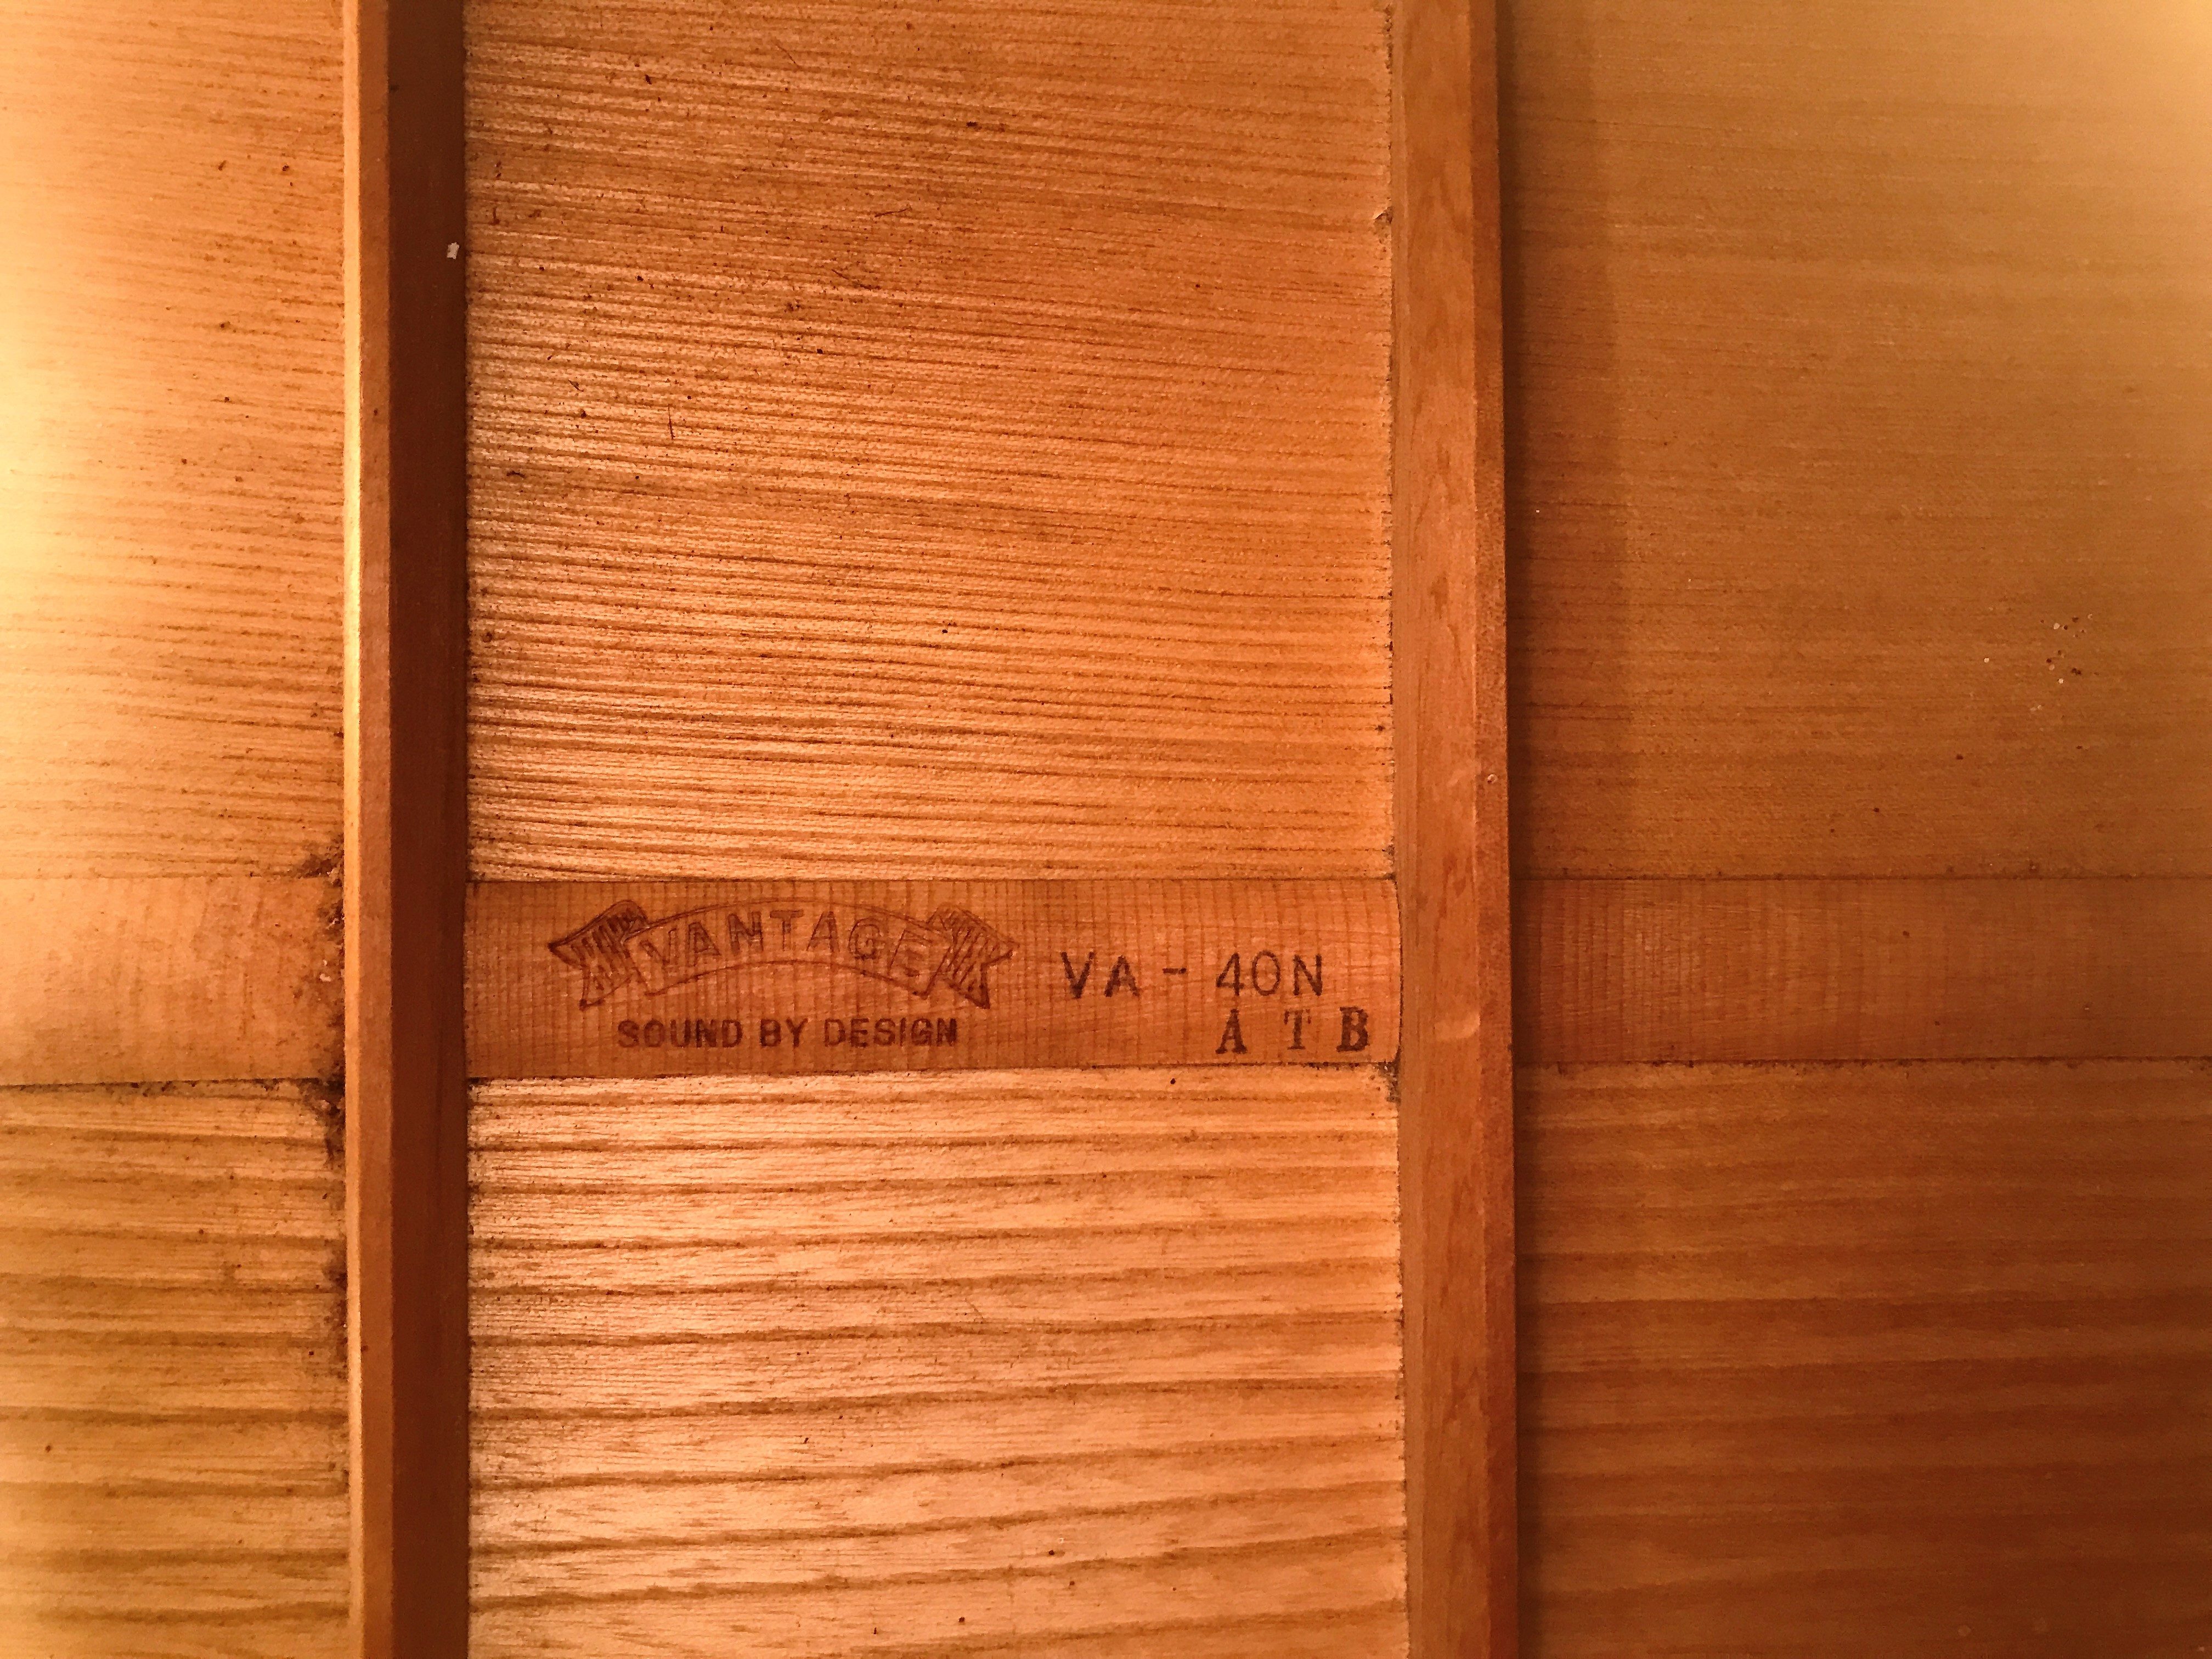 VANTAGE
SOUND BY DESIGN
VA - 40N
A T B